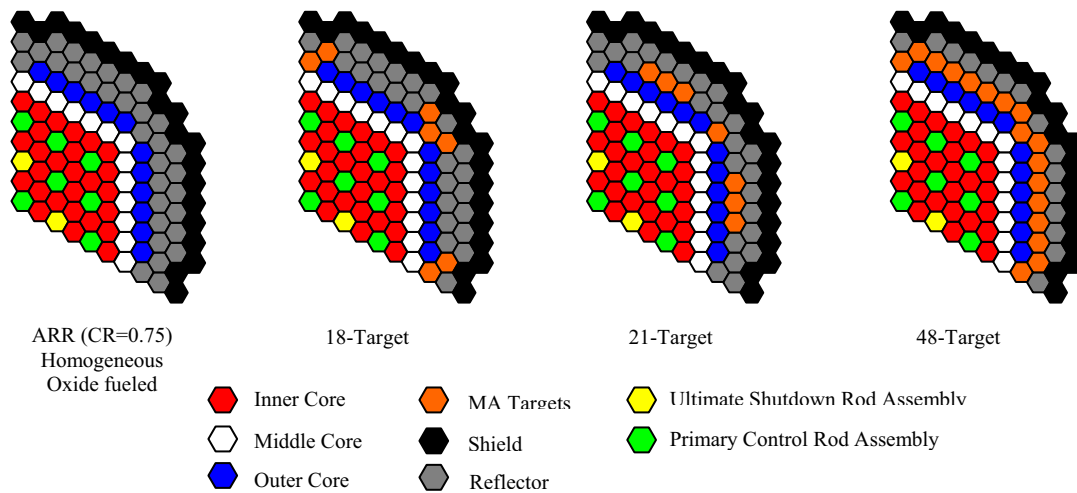 ARR (CR=0.75)
Homogeneous
Oxide fueled
18-Target
21-Target
48-Target
Inner Core
MA Targets
Ultimate Shutdown Rod Assembly
Middle Core
Shield
Primary Control Rod Assembly
Outer Core
Reflector